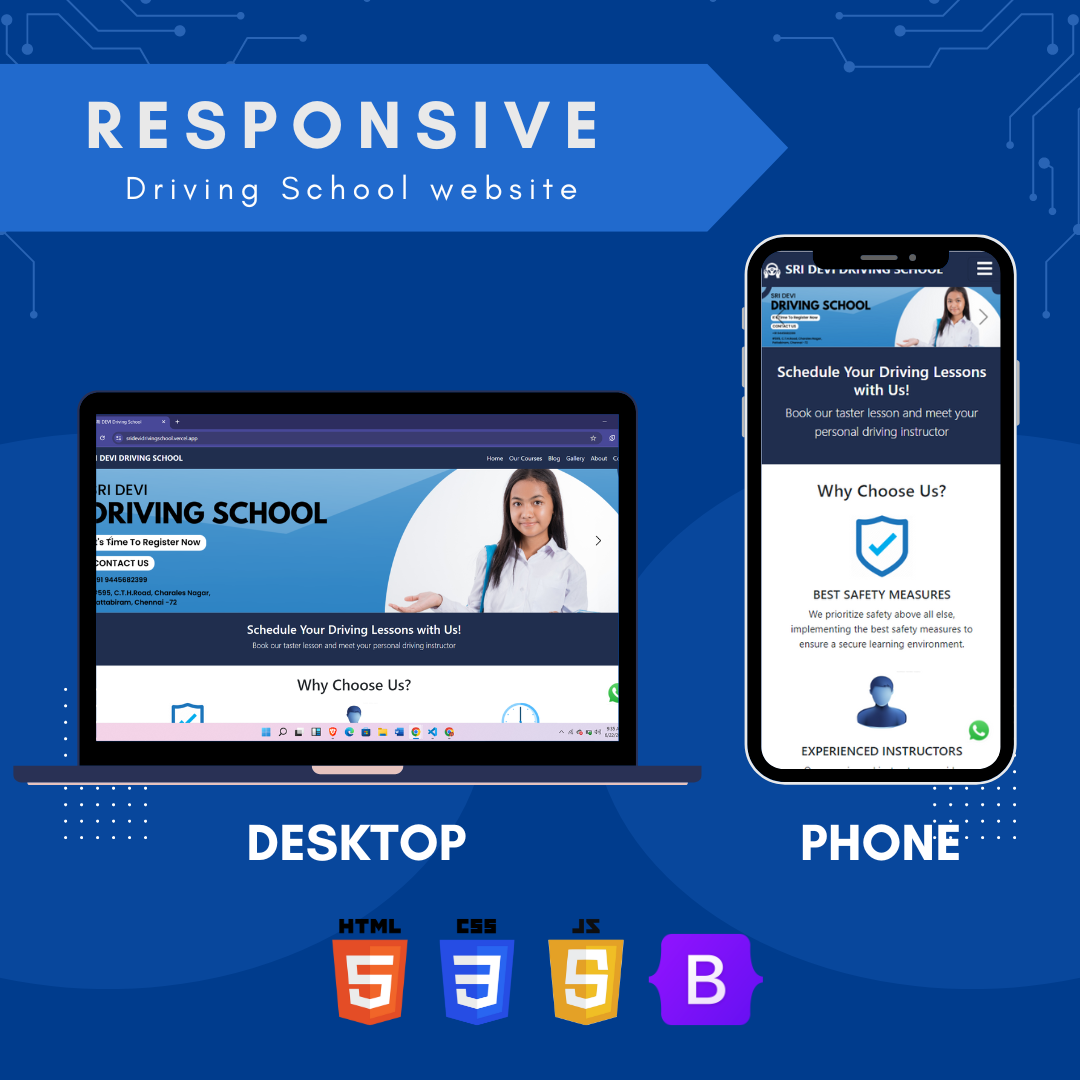 RESPONSIVE
Driving School website
RI DEVI Driving School
sridevidrivingschool.vercel.app
I DEVI DRIVING SCHOOL
Home Our Courses Blog Gallery About
SRI DEVI
DRIVING SCHOOL
t's Time To Register Now
CONTACT US
91 9445682399
#595, C.T.H.Road, Charales Nagar,
attabiram, Chennai -72
Schedule Your Driving Lessons with Us!
Book our taster lesson and meet your personal driving instructor
Why Choose Us?
SRI DEVI DRIVING SCHOOL
SRI DEVI
DRIVING SCHOOL
It's Time To Register Now
CONTACT US
Schedule Your Driving Lessons
with Us!
Book our taster lesson and meet your
personal driving instructor
Why Choose Us?
BEST SAFETY MEASURES
We prioritize safety above all else,
implementing the best safety measures to
ensure a secure learning environment.
EXPERIENCED INSTRUCTORS
DESKTOP
PHONE
HTML
5
CSS
3
JS
B